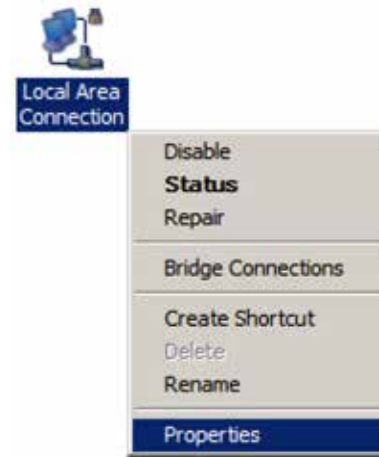 Local Area
Connection
Disable
Status
Repair
Bridge Connections
Create Shortcut
Delete
Rename
Properties